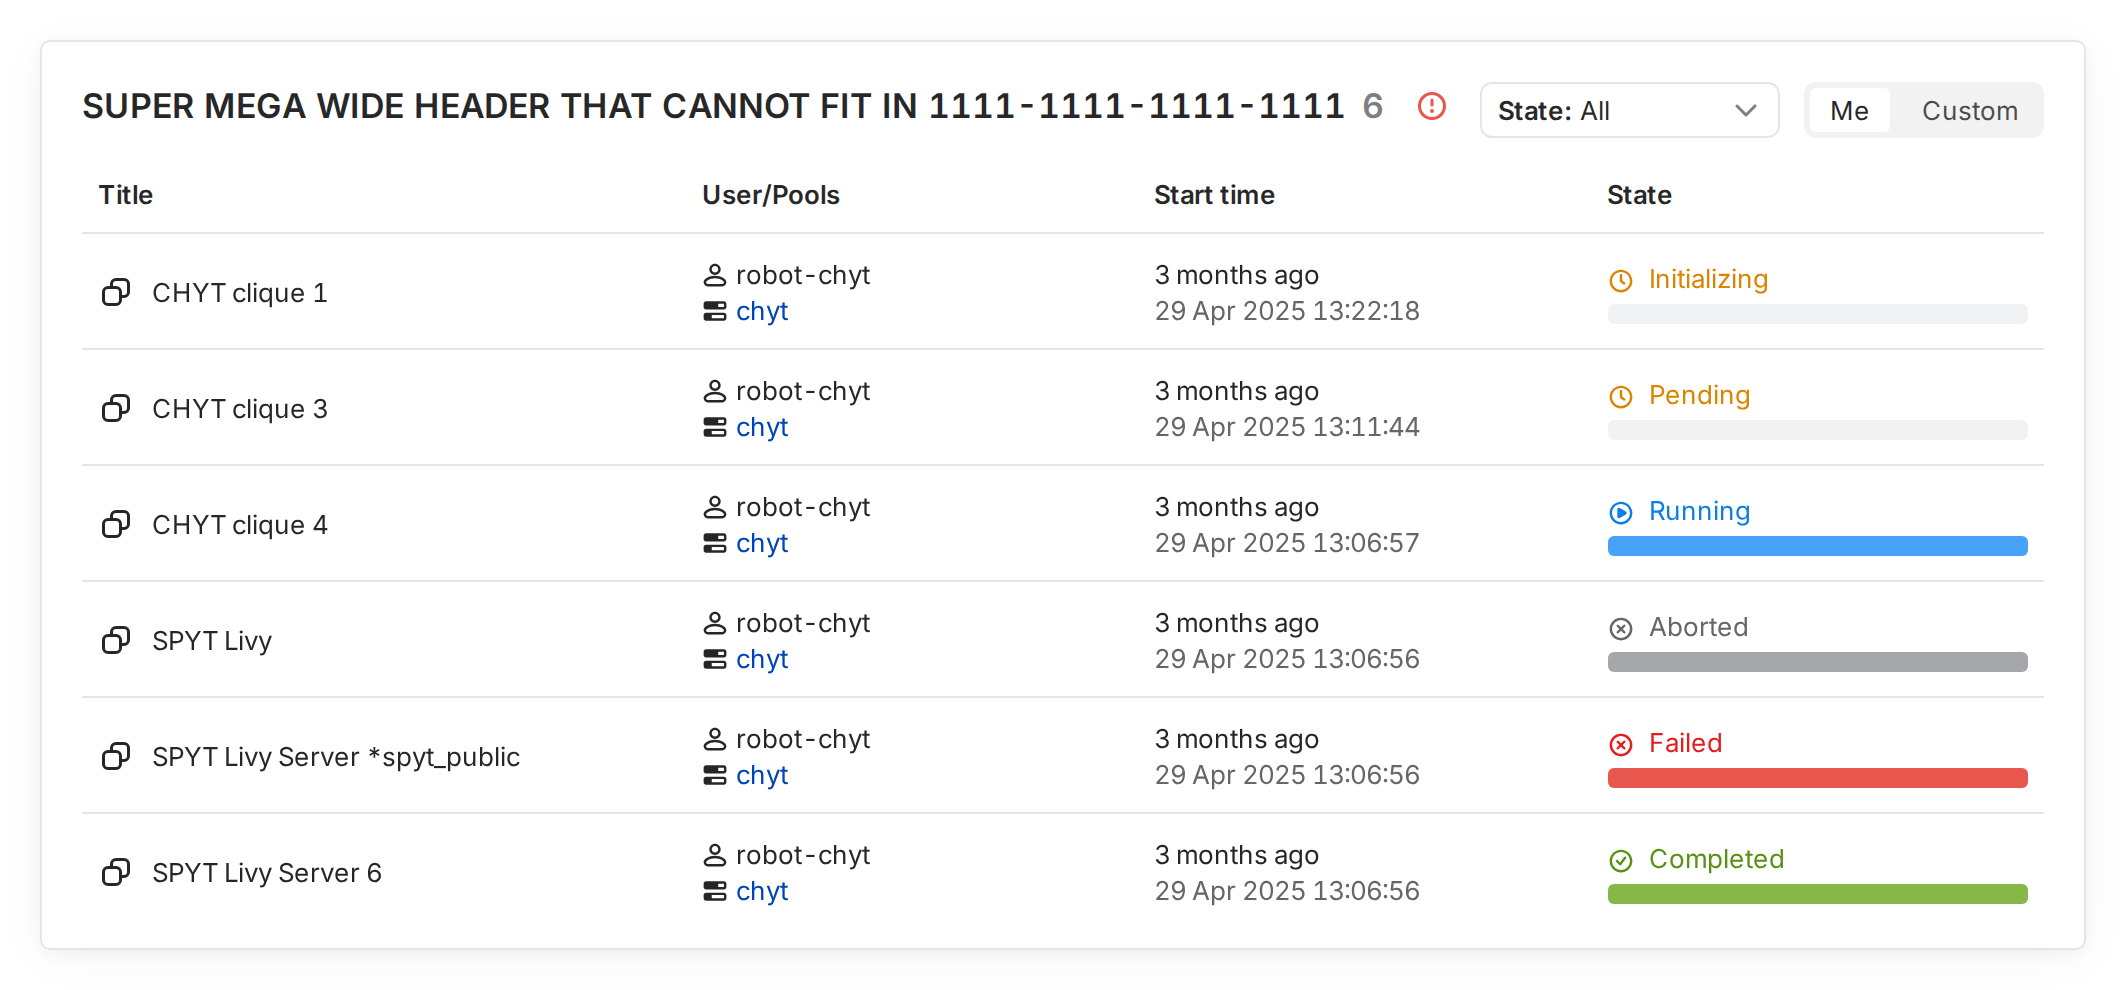 SUPER MEGA WIDE HEADER THAT CANNOT FIT IN 1111-1111-1111-1111 6 State: All Me Custom
Title User/Pools Start time State
CHYT clique 1 robot-chyt 3 months ago Initializing
chyt 29 Apr 2025 13:22:18
CHYT clique 3 robot-chyt 3 months ago Pending
chyt 29 Apr 2025 13:11:44
CHYT clique 4 robot-chyt 3 months ago Running
chyt 29 Apr 2025 13:06:57
SPYT Livy robot-chyt 3 months ago Aborted
chyt 29 Apr 2025 13:06:56
SPYT Livy Server *spyt_public robot-chyt 3 months ago Failed
chyt 29 Apr 2025 13:06:56
SPYT Livy Server 6 robot-chyt 3 months ago Completed
chyt 29 Apr 2025 13:06:56